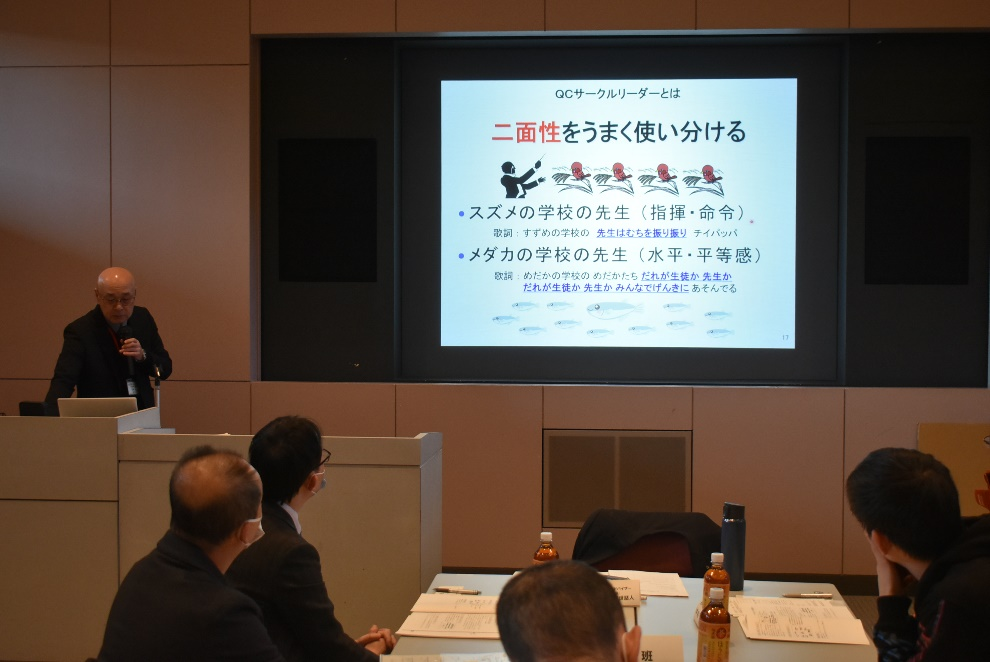 QCサークルリーダーとは
二面性をうまく使い分ける
•スズメの学校の先生（指揮・命令）
歌詞：すずめの学校の 先生はむちを振り振り チイパッパ
•メダカの学校の先生（水平・平等感）
歌詞：めだかの学校の めだかたち だれが生徒か 先生か
だれが生徒か 先生か みんなでげんきに あそんでる
17
班